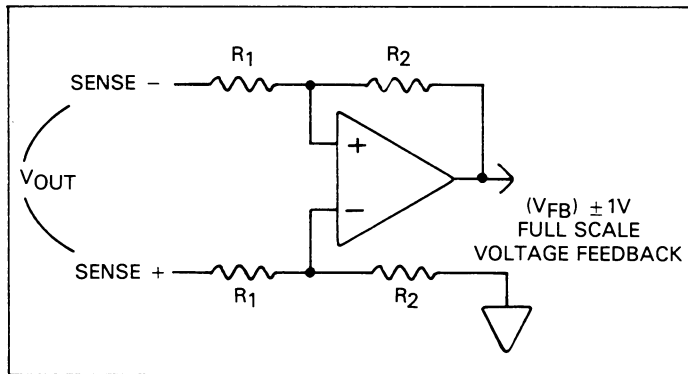 R1
R2
SENSE -
+
VOUT
-
(VFB) ±1V
FULL SCALE
VOLTAGE FEEDBACK
SENSE +
R1
R2